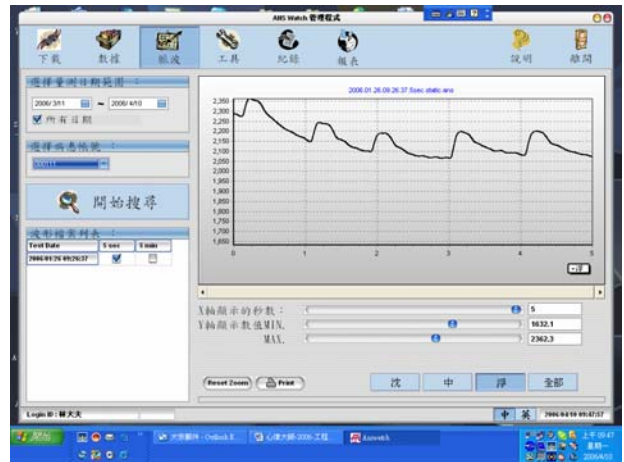 ANS Watch 管理程式
下載 數據 脈波 工具 紀錄 報表 說明 離開
選擇量測日期範圍 :
2006/ 3/11 ~ 2006/ 4/10
所有日期
選擇病患帳號 :
000111
開始搜尋
波形檔案列表 :
Test Date 5 sec 5 min
2006/01/26 09:26:37
2006.01.26.09.26.37.5sec.static.ans
2,350
2,300
2,250
2,200
2,150
2,100
2,050
2,000
1,950
1,900
1,850
1,800
1,750
1,700
1,650
0 1 2 3 4 5
-浮
X軸顯示的秒數 : 5
Y軸顯示數值MIN. 1632.1
MAX. 2362.3
Reset Zoom Print
沈 中 浮 全部
Login ID : 林大夫
中 英 2006/04/10 09:47:57
開始
上午 09:47
星期一
2006/4/10